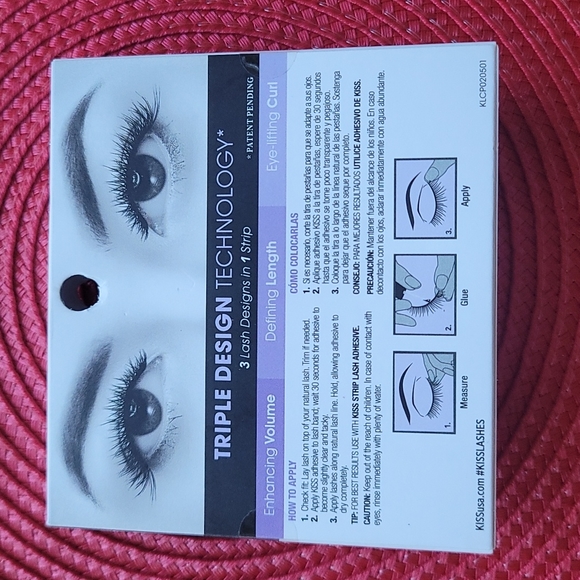 TRIPLE DESIGN TECHNOLOGY*
3 Lash Designs in 1 Strip
* PATENT PENDING
Enhancing Volume
Defining Length
Eye-lifting Curl
HOW TO APPLY
1. Check fit: Lay lash on top of your natural lash. Trim if needed.
2. Apply KISS adhesive to lash band; wait 30 seconds for adhesive to
become slightly clear and tacky.
3. Apply lashes along natural lash line. Hold, allowing adhesive to
dry completely.
TIP: FOR BEST RESULTS USE WITH KISS STRIP LASH ADHESIVE.
CAUTION: Keep out of the reach of children. In case of contact with
eyes, rinse immediately with plenty of water.
CÓMO COLOCARLAS
1. Si es necesario, corte la tira de pestañas para que se adapte a sus ojos.
2. Aplique adhesivo KISS a la tira de pestañas, espere de 30 segundos
hasta que el adhesivo se torne poco transparente y pegajoso.
3. Coloque la tira a lo largo de la línea natural de las pestañas. Sostenga
para dejar que el adhesivo seque por completo.
CONSEJO: PARA MEJORES RESULTADOS UTILICE ADHESIVO DE KISS.
PRECAUCIÓN: Mantener fuera del alcance de los niños. En caso
decontacto con los ojos, aclarar inmediatamente con agua abundante.
1.
Measure
2.
Glue
3.
Apply
KISSusa.com #KISSLASHES
KLCP020501